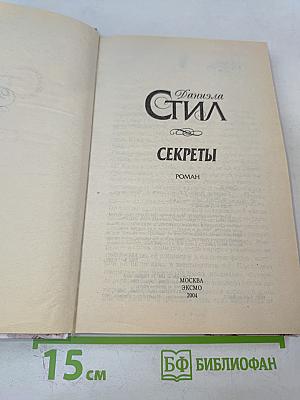 Даниэла
СТИЛ
СЕКРЕТЫ
РОМАН
МОСКВА
ЭКСМО
2004
15 см
БФ БИБЛИОФАН